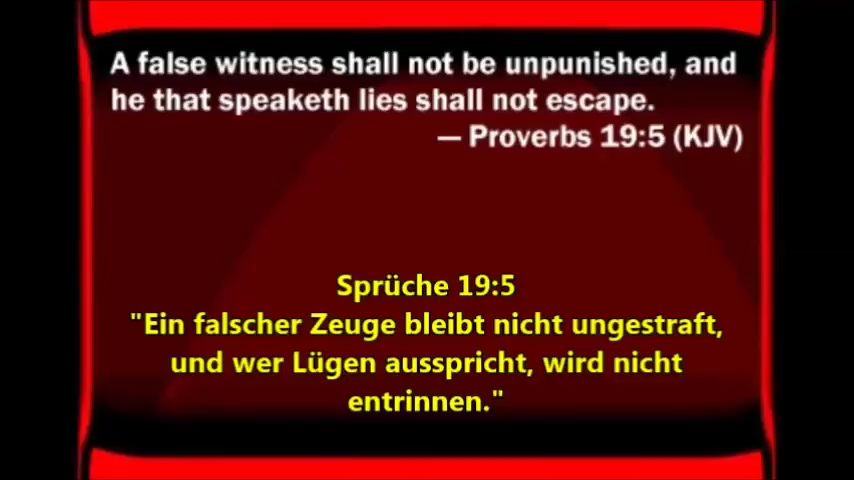 A false witness shall not be unpunished, and
he that speaketh lies shall not escape.
— Proverbs 19:5 (KJV)
Sprüche 19:5
"Ein falscher Zeuge bleibt nicht ungestraft,
und wer Lügen ausspricht, wird nicht
entrinnen."